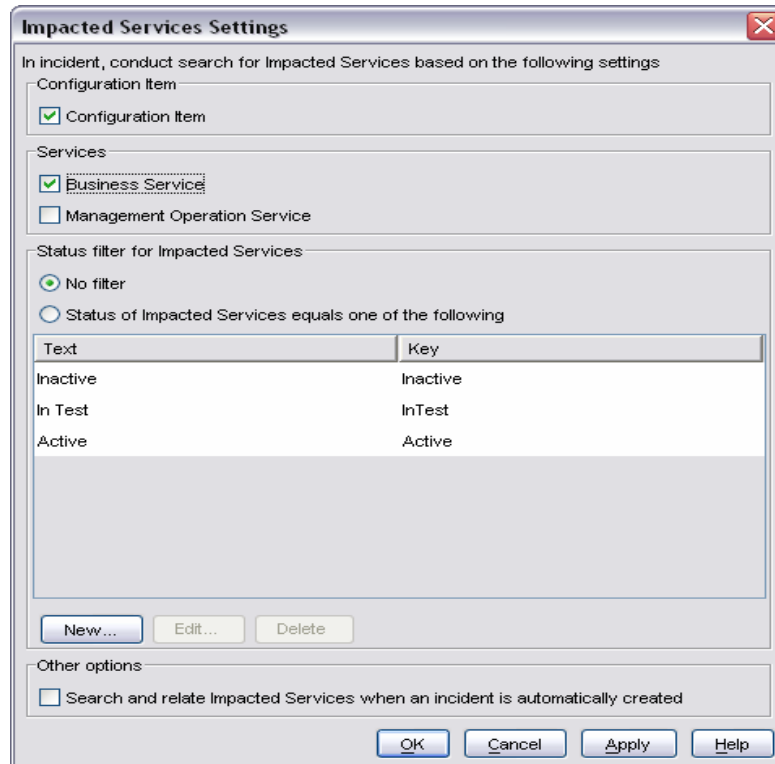 Impacted Services Settings
In incident, conduct search for Impacted Services based on the following settings
Configuration Item
Configuration Item
Services
Business Service
Management Operation Service
Status filter for Impacted Services
No filter
Status of Impacted Services equals one of the following
Text Key
Inactive Inactive
In Test InTest
Active Active
New... Edit... Delete
Other options
Search and relate Impacted Services when an incident is automatically created
OK Cancel Apply Help